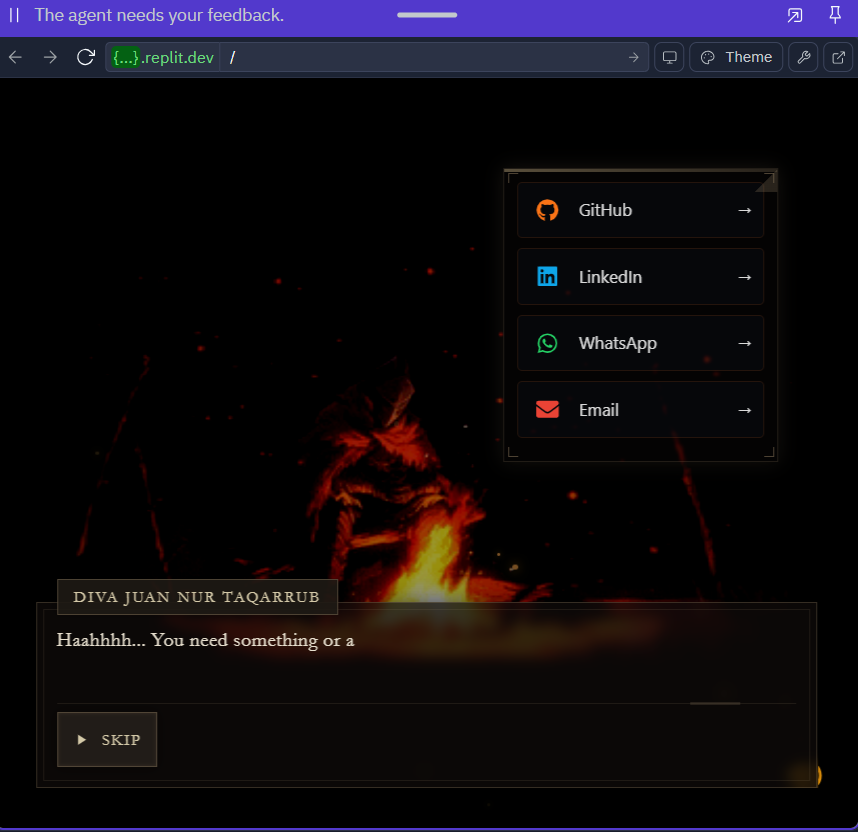 The agent needs your feedback.
{...}.replit.dev /
Theme
GitHub →
LinkedIn →
WhatsApp →
Email →
DIVA JUAN NUR TAQARRUB
Haahhhh... You need something or a
SKIP